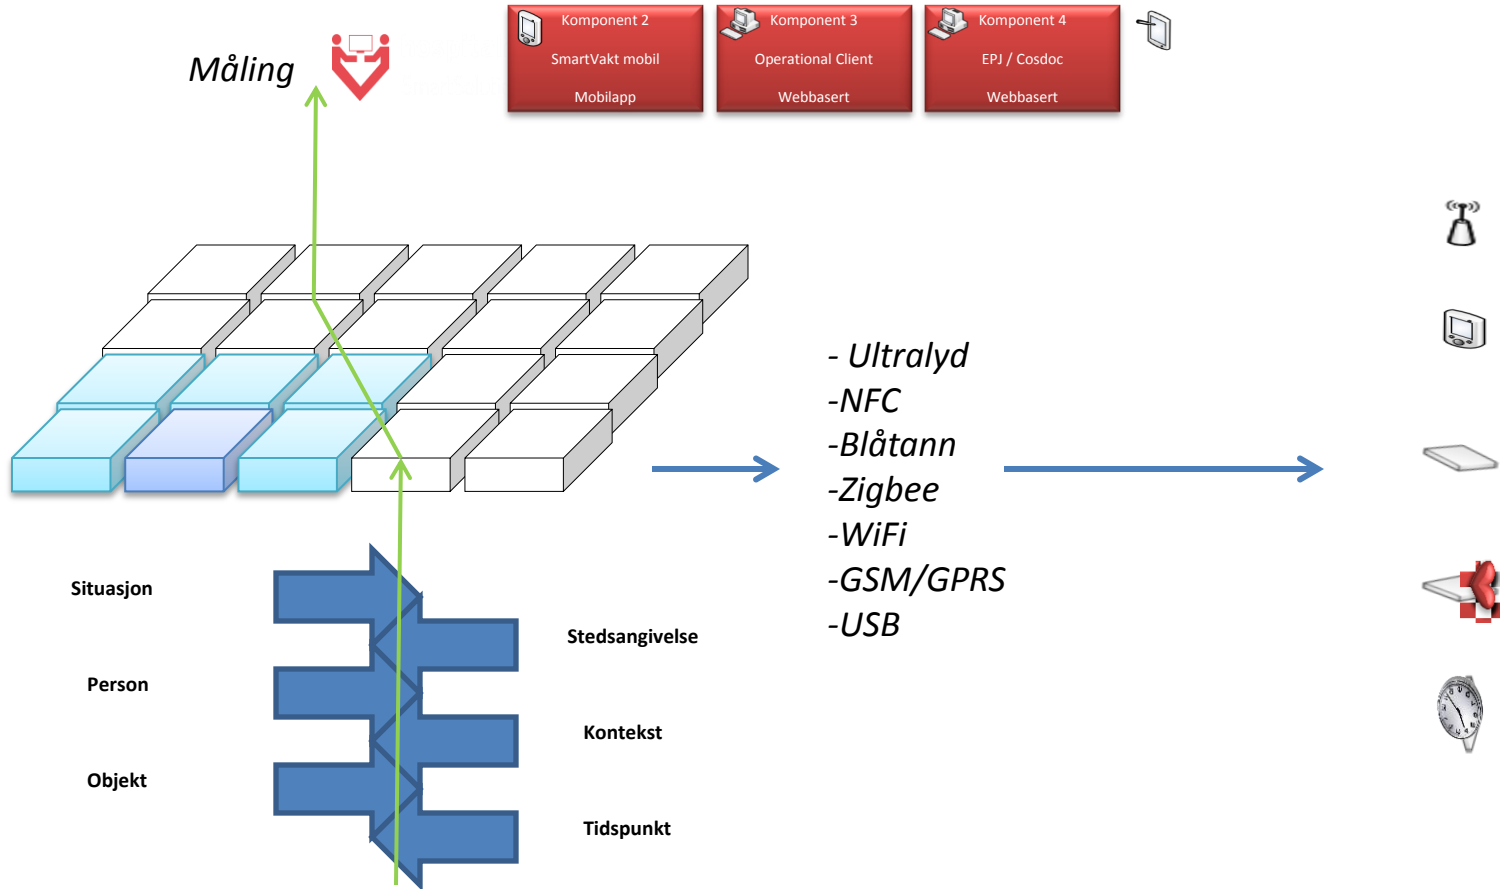 Måling
Komponent 2
SmartVakt mobil
Mobilapp
Komponent 3
Operational Client
Webbasert
Komponent 4
EPJ / Cosdoc
Webbasert
- Ultralyd
-NFC
-Blåtann
-Zigbee
-WiFi
-GSM/GPRS
-USB
Situasjon
Stedsangivelse
Person
Kontekst
Objekt
Tidspunkt